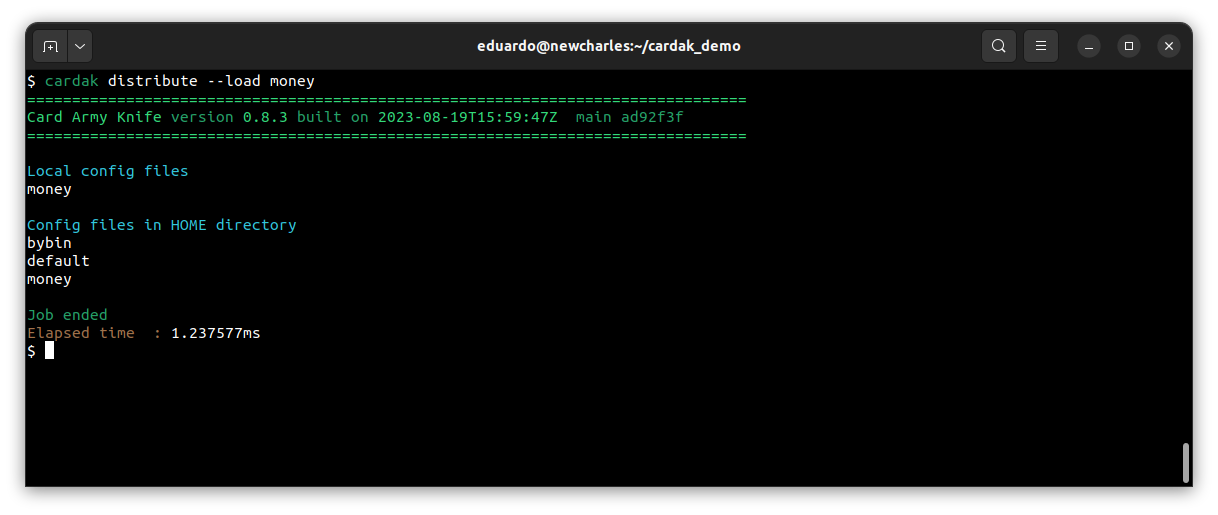 eduardo@newcharles:~/cardak_demo
$ cardak distribute --load money
================================================================================
Card Army Knife version 0.8.3 built on 2023-08-19T15:59:47Z  main ad92f3f
================================================================================
Local config files
money
Config files in HOME directory
bybin
default
money
Job ended
Elapsed time  : 1.237577ms
$